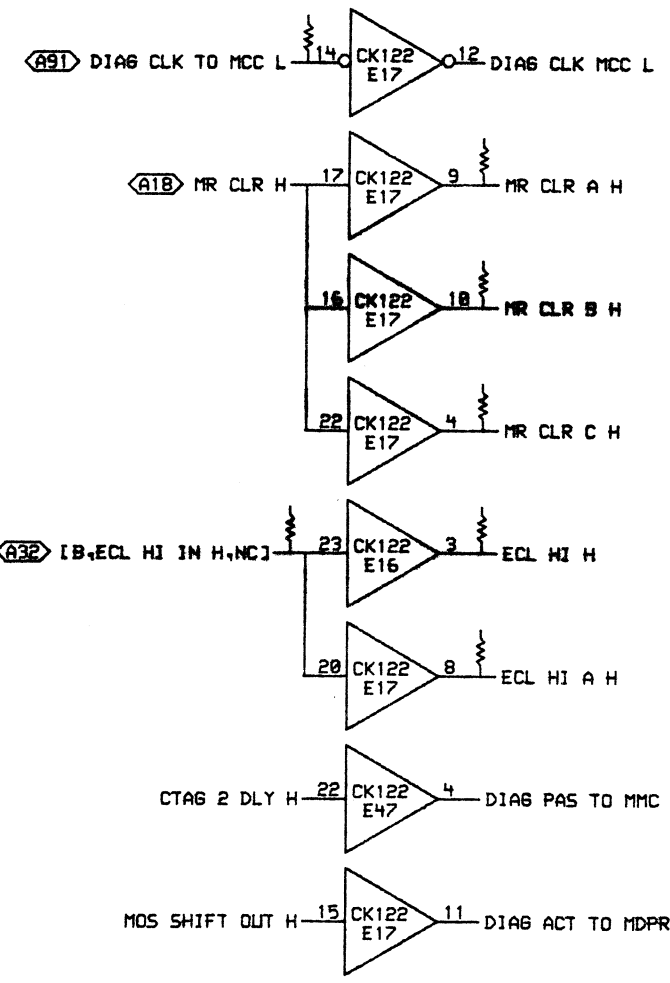 A91 DIAG CLK TO MCC L 14 CK122 E17 12 DIAG CLK MCC L
A18 MR CLR H 17 CK122 E17 9 MR CLR A H
16 CK122 E17 10 MR CLR B H
22 CK122 E17 4 MR CLR C H
A32 [B,ECL HI IN H,NC] 23 CK122 E16 3 ECL HI H
20 CK122 E17 8 ECL HI A H
CTAG 2 DLY H 22 CK122 E47 4 DIAG PAS TO MMC
MOS SHIFT OUT H 15 CK122 E17 11 DIAG ACT TO MDPR